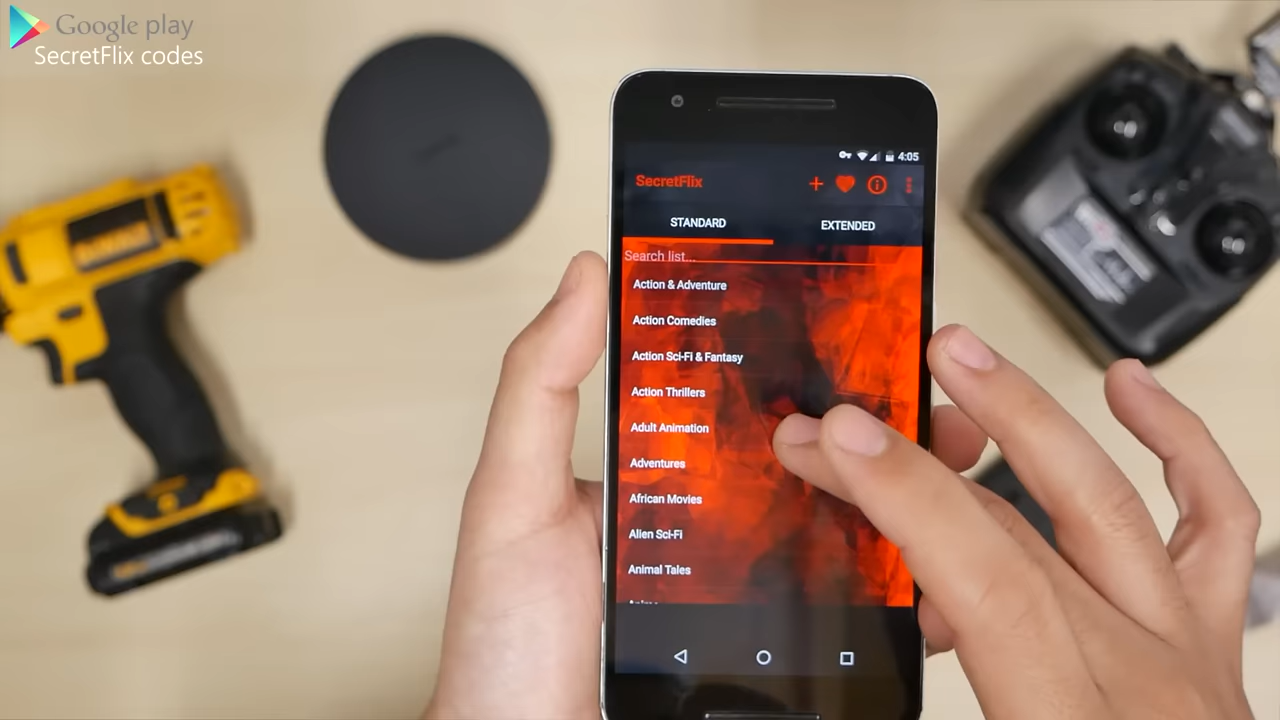 Google play
SecretFlix codes
4:05
SecretFlix
STANDARD
EXTENDED
Search list...
Action & Adventure
Action Comedies
Action Sci-Fi & Fantasy
Action Thrillers
Adult Animation
Adventures
African Movies
Alien Sci-Fi
Animal Tales
DEWALT